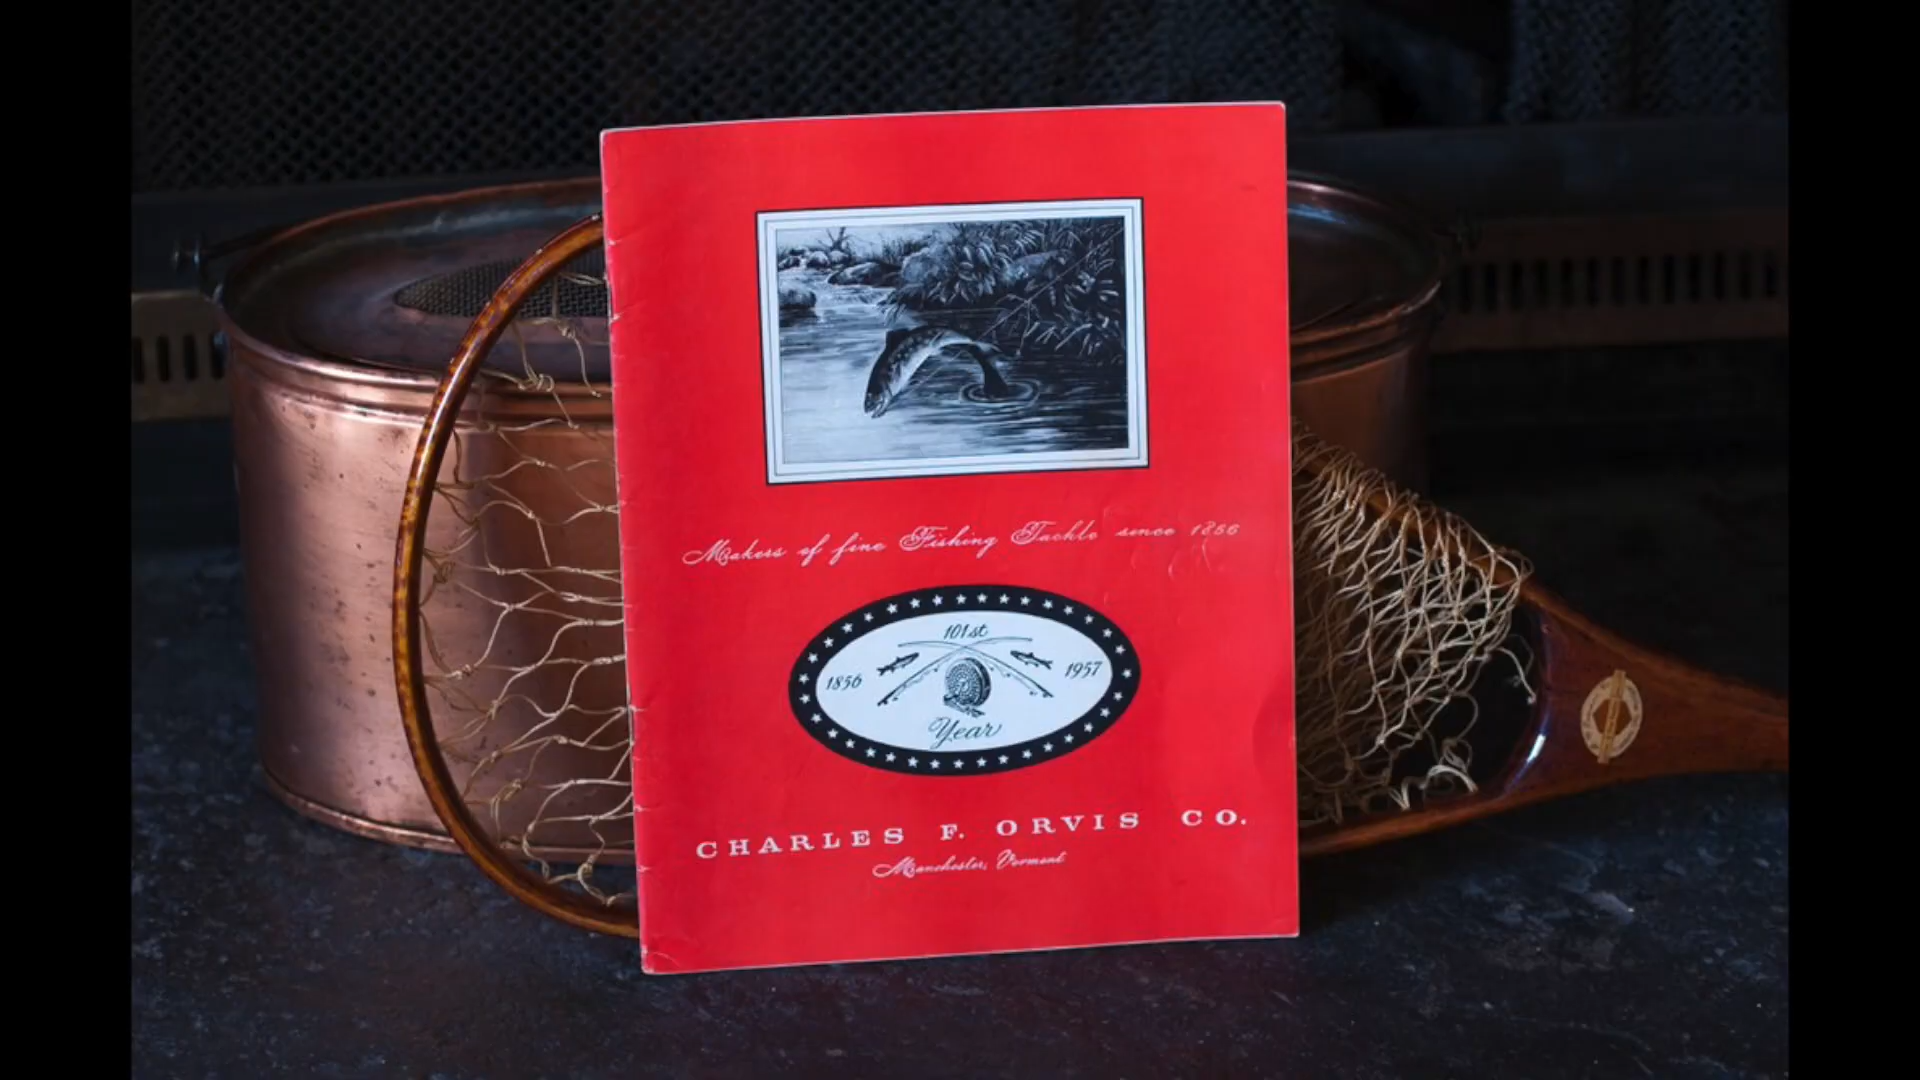 Makers of fine Fishing Tackle since 1856
101st
1856
1957
Year
CHARLES F. ORVIS CO.
Manchester, Vermont